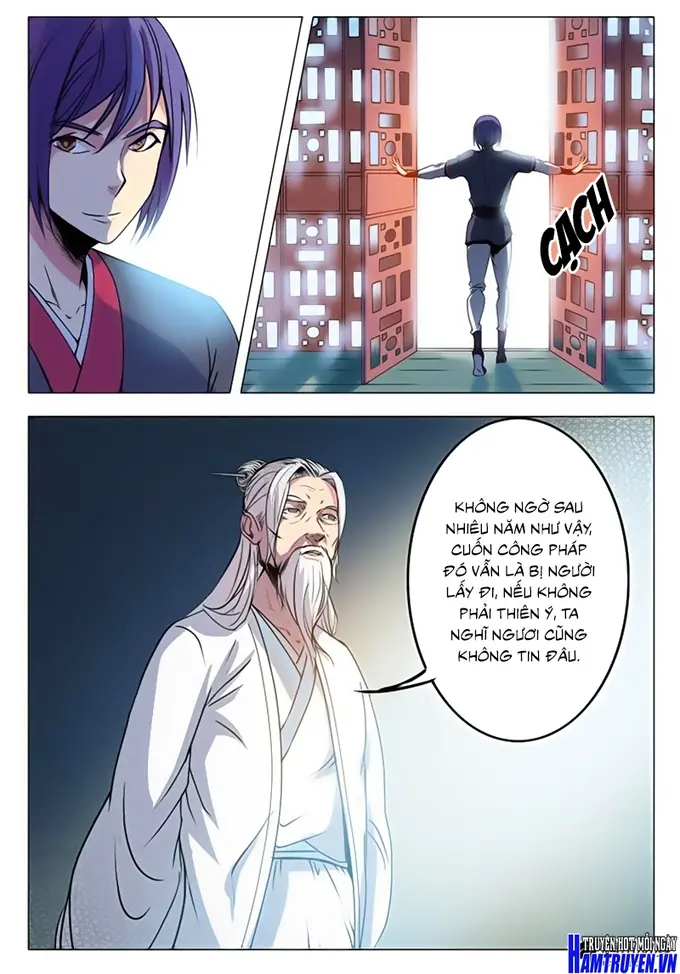 CẠCH
KHÔNG NGỜ SAU
NHIÊU NĂM NHƯ VẬY,
CUỐN CÔNG PHÁP
ĐÓ VẪN LÀ BỊ NGƯỜI
LẤY ĐI, NẾU KHÔNG
PHẢI THIÊN Ý, TA
NGHĨ NGƯƠI CŨNG
KHÔNG TIN ĐÂU.
TRUYỆN HOT MỖI NGÀY
HAMTRUYEN.VN